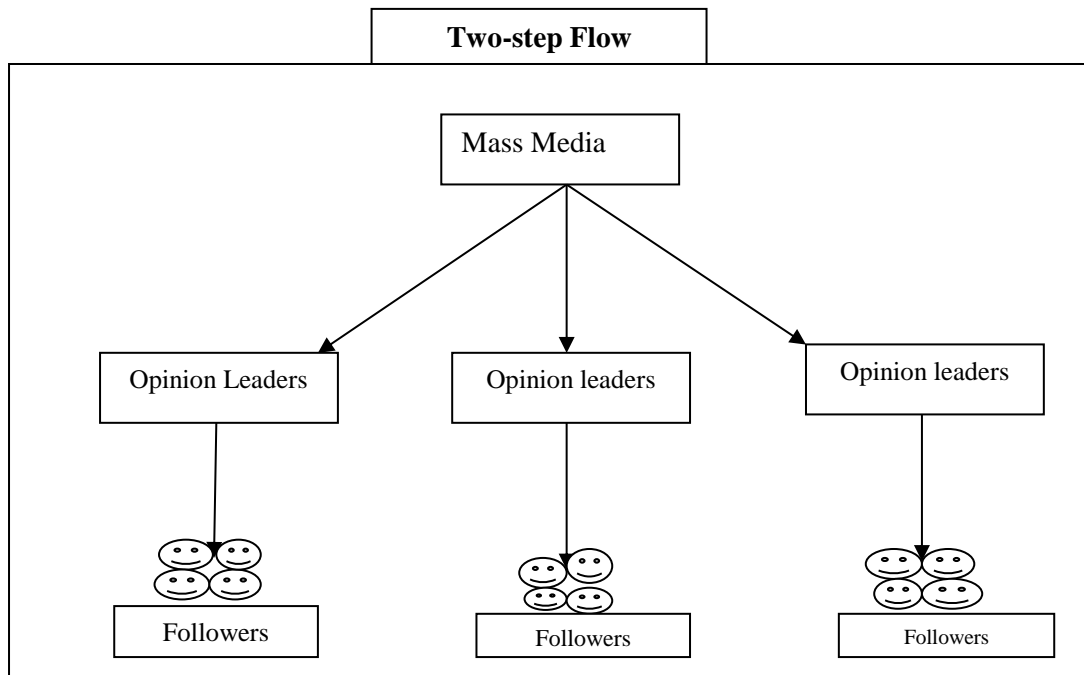 Two-step Flow
Mass Media
Opinion Leaders
Opinion leaders
Opinion leaders
Followers
Followers
Followers